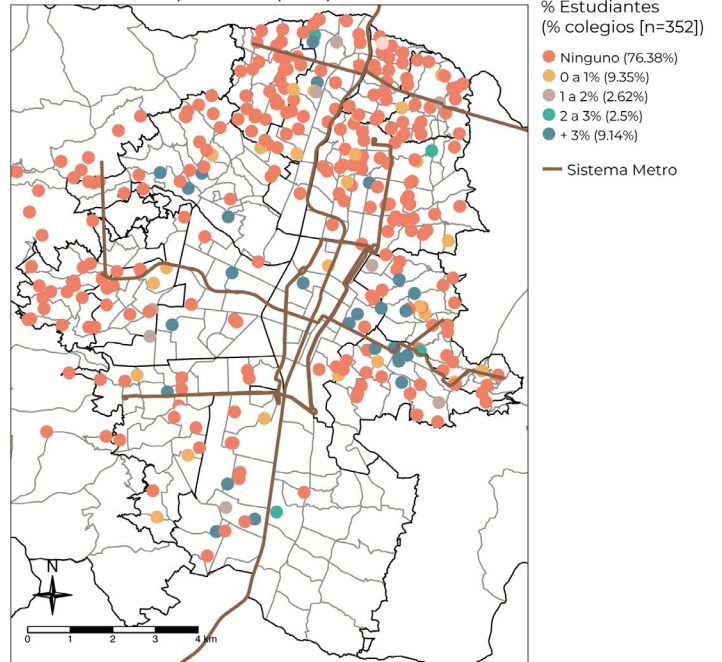 % Estudiantes
(% colegios [n=352])
Ninguno (76.38%)
0 a 1% (9.35%)
1 a 2% (2.62%)
2 a 3% (2.5%)
+ 3% (9.14%)
Sistema Metro
N
0 1 2 3 4 km